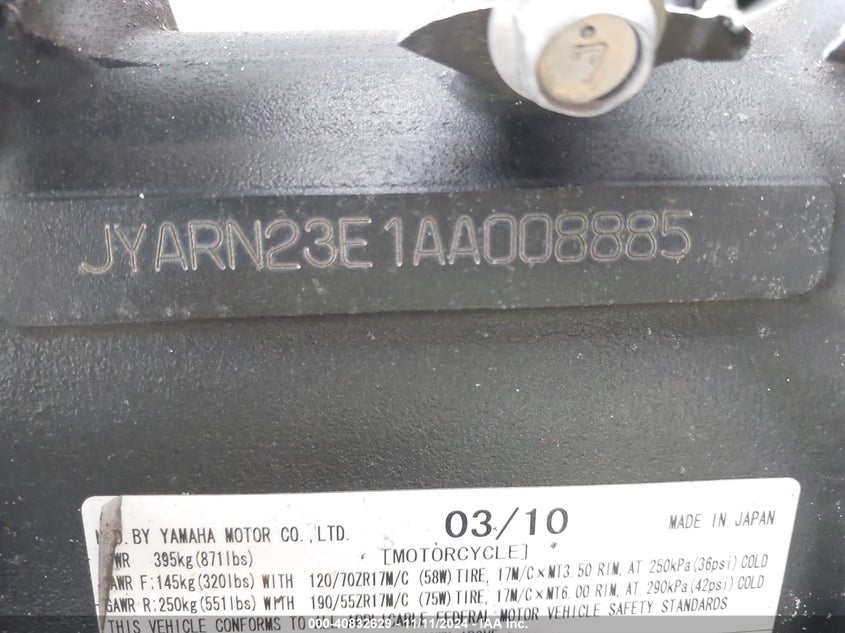 JYARN23E1AA008885
D.BY YAMAHA MOTOR CO.,LTD. 03/10 MADE IN JAPAN
WR 395kg(871lbs) [MOTORCYCLE]
AWR F:145kg(320lbs) WITH 120/70ZR17M/C (58W) TIRE, 17M/C×MT3.50 RIM, AT 250kPa(36psi) COLD
GAWR R:250kg(551lbs) WITH 190/55ZR17M/C (75W) TIRE, 17M/C×MT6.00 RIM, AT 290kPa(42psi) COLD
THIS VEHICLE CONFORMS TO FEDERAL MOTOR VEHICLE SAFETY STANDARDS
000-40832629 - 11/11/2024 - IAA Inc.